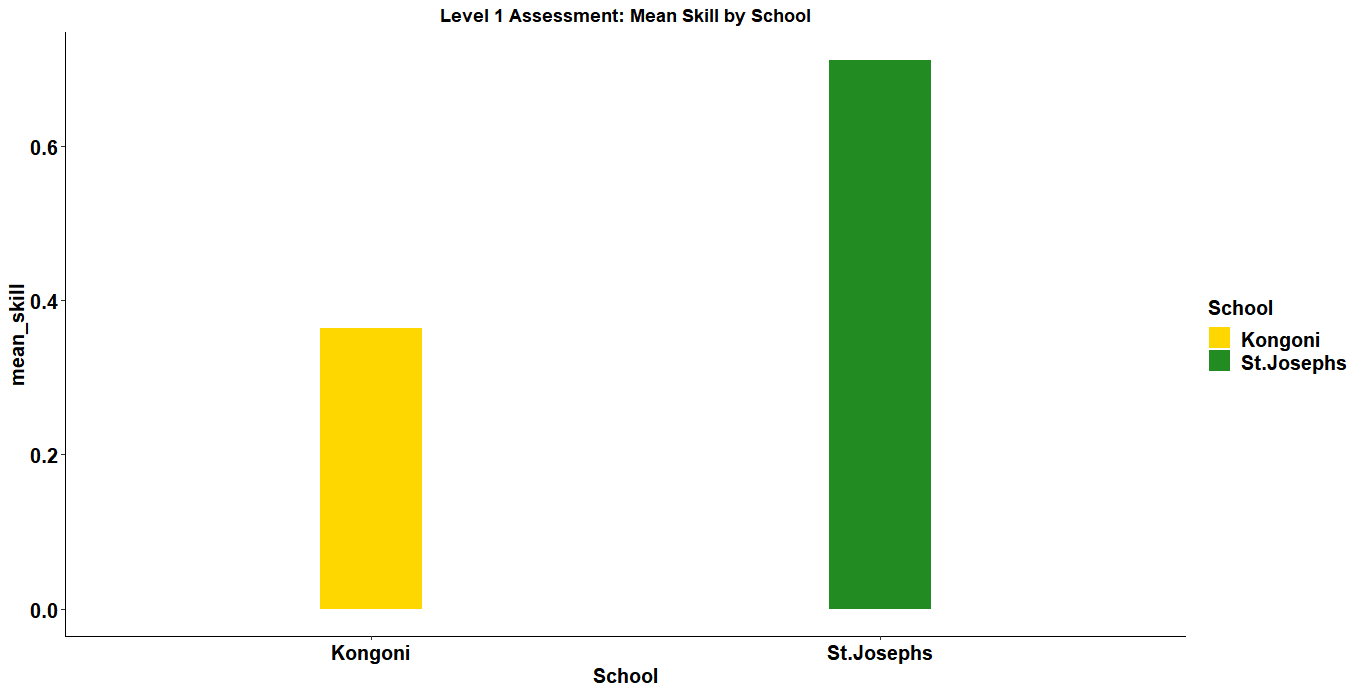 Level 1 Assessment: Mean Skill by School
mean_skill
0.6
0.4
0.2
0.0
Kongoni
St.Josephs
School
School
Kongoni
St.Josephs